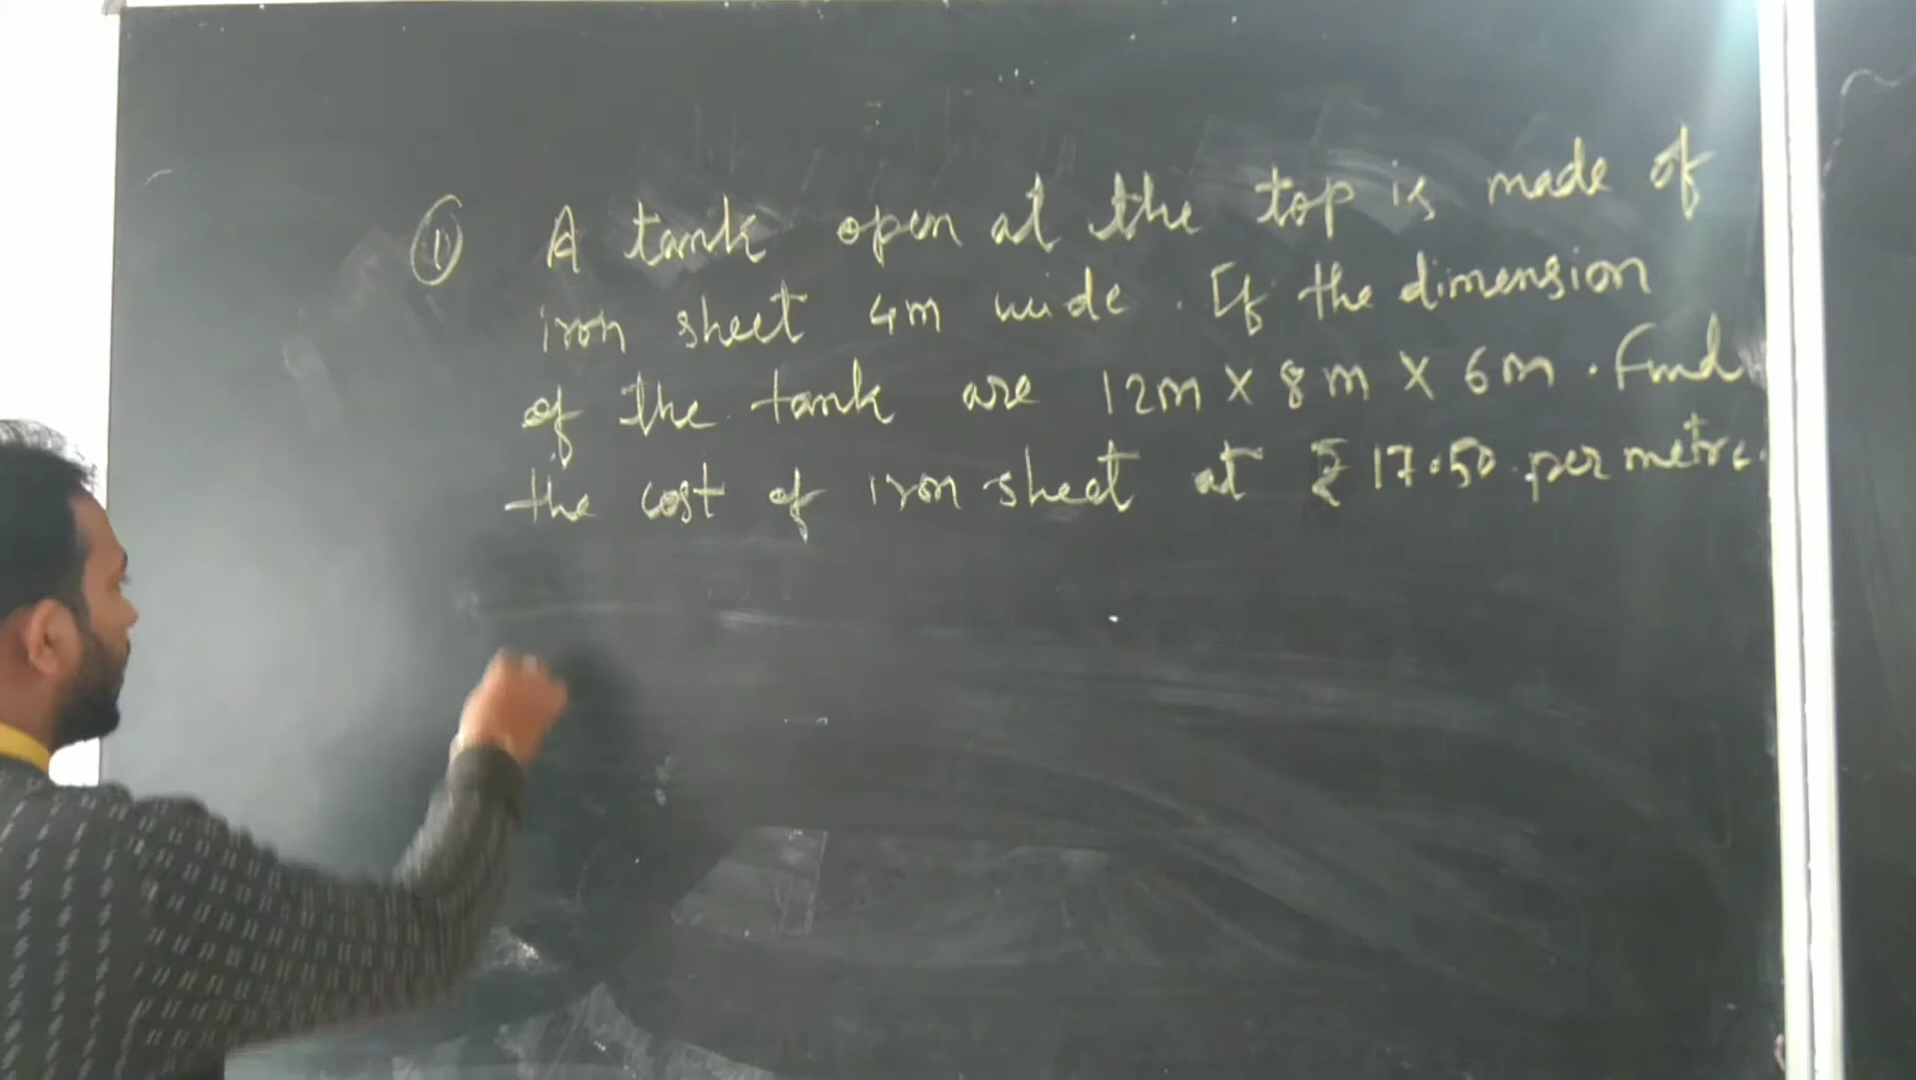 ① A tank open at the top is made of
iron sheet 4m wide. If the dimension
of the tank are 12m X 8m X 6m. Find
the cost of iron sheet at ₹ 17.50 per metre.